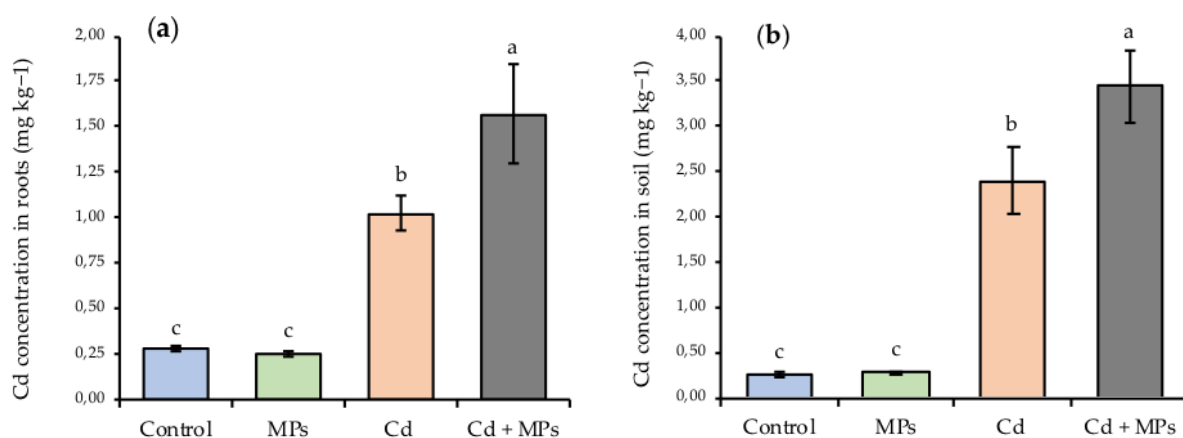 (a)
Cd concentration in roots (mg kg−1)
2,00
1,75
1,50
1,25
1,00
0,75
0,50
0,25
0,00
c
c
b
a
Control
MPs
Cd
Cd + MPs
(b)
Cd concentration in soil (mg kg−1)
4,00
3,50
3,00
2,50
2,00
1,50
1,00
0,50
0,00
c
c
b
a
Control
MPs
Cd
Cd + MPs